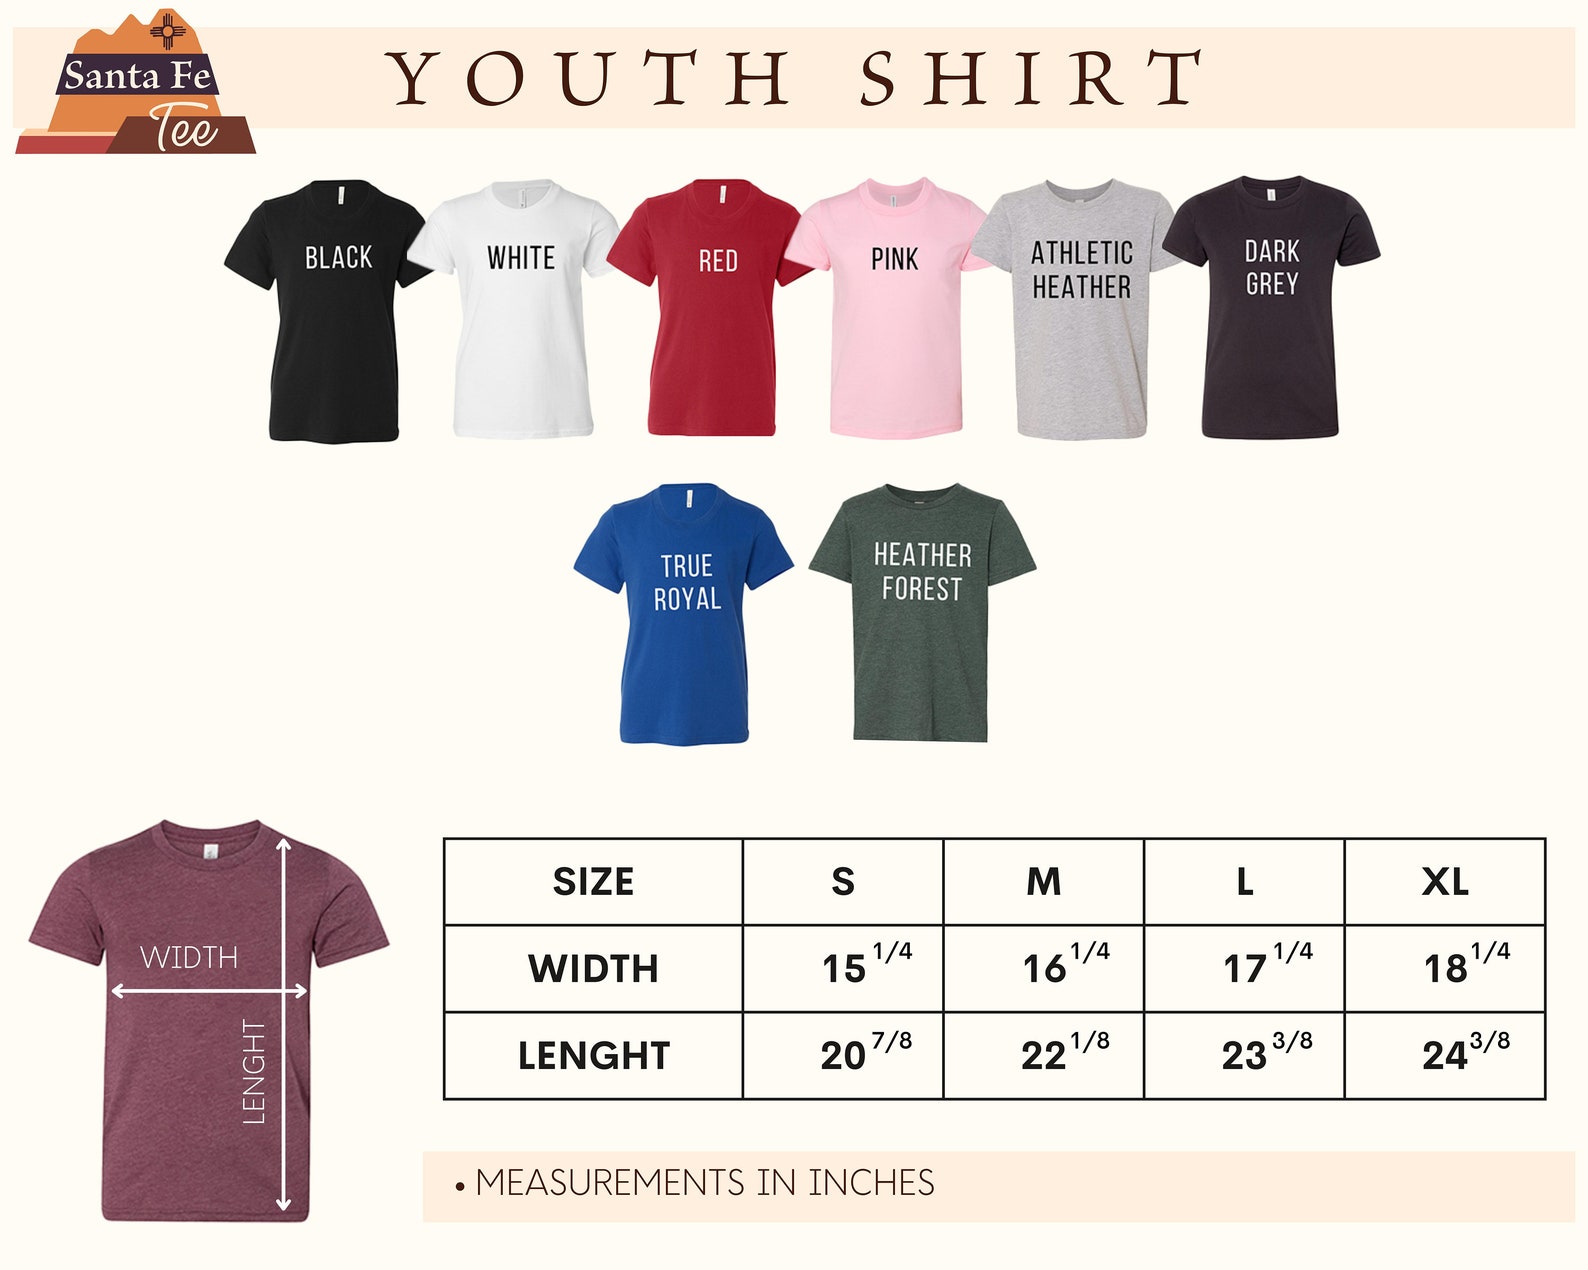 Santa Fe
Tee
YOUTH SHIRT
BLACK
WHITE
RED
PINK
ATHLETIC
HEATHER
DARK
GREY
TRUE
ROYAL
HEATHER
FOREST
WIDTH
LENGHT
SIZE S M L XL
WIDTH 15 1/4 16 1/4 17 1/4 18 1/4
LENGHT 20 7/8 22 1/8 23 3/8 24 3/8
• MEASUREMENTS IN INCHES